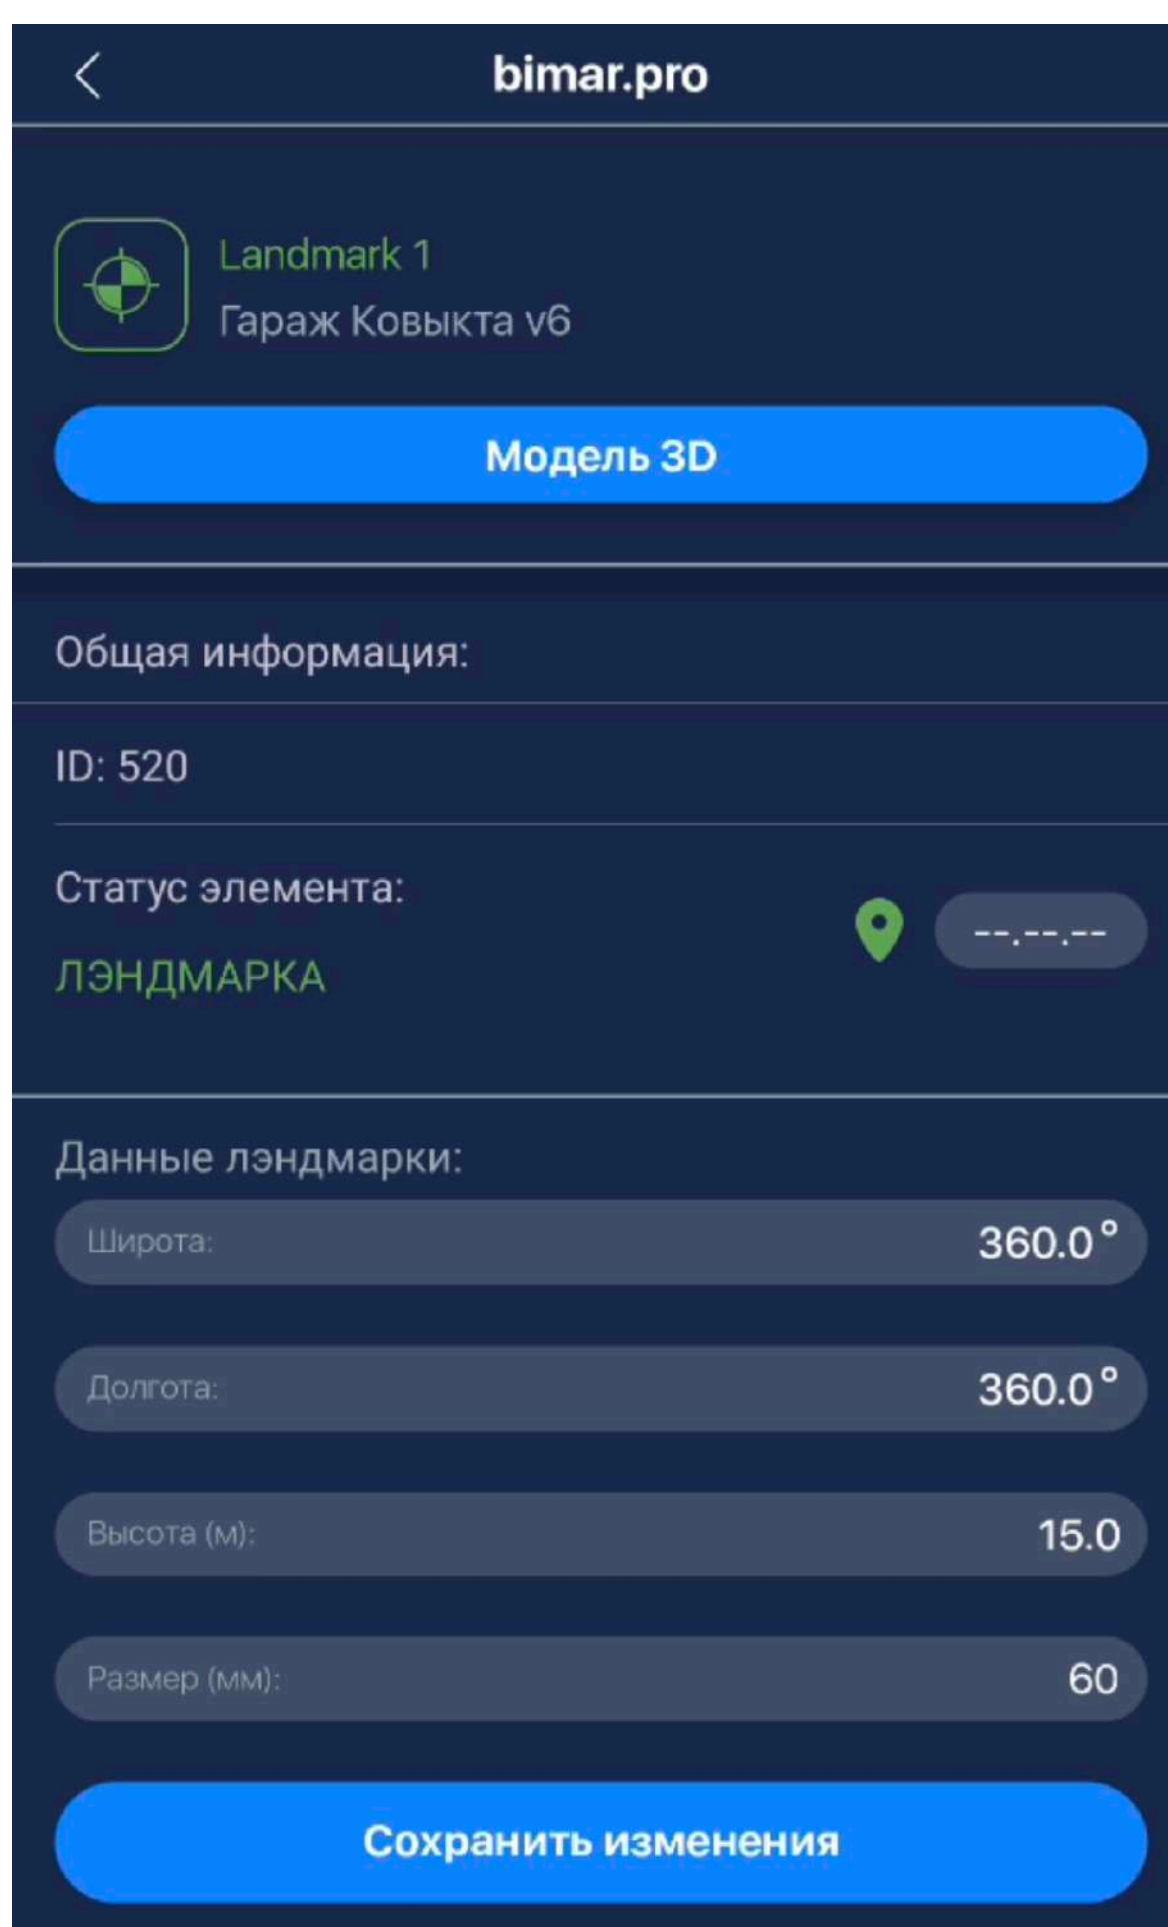 bimar.pro
Landmark 1
Гараж Ковыкта v6
Модель 3D
Общая информация:
ID: 520
Статус элемента:
ЛЭНДМАРКА
--.--.--
Данные лэндмарки:
Широта: 360.0°
Долгота: 360.0°
Высота (м): 15.0
Размер (мм): 60
Сохранить изменения